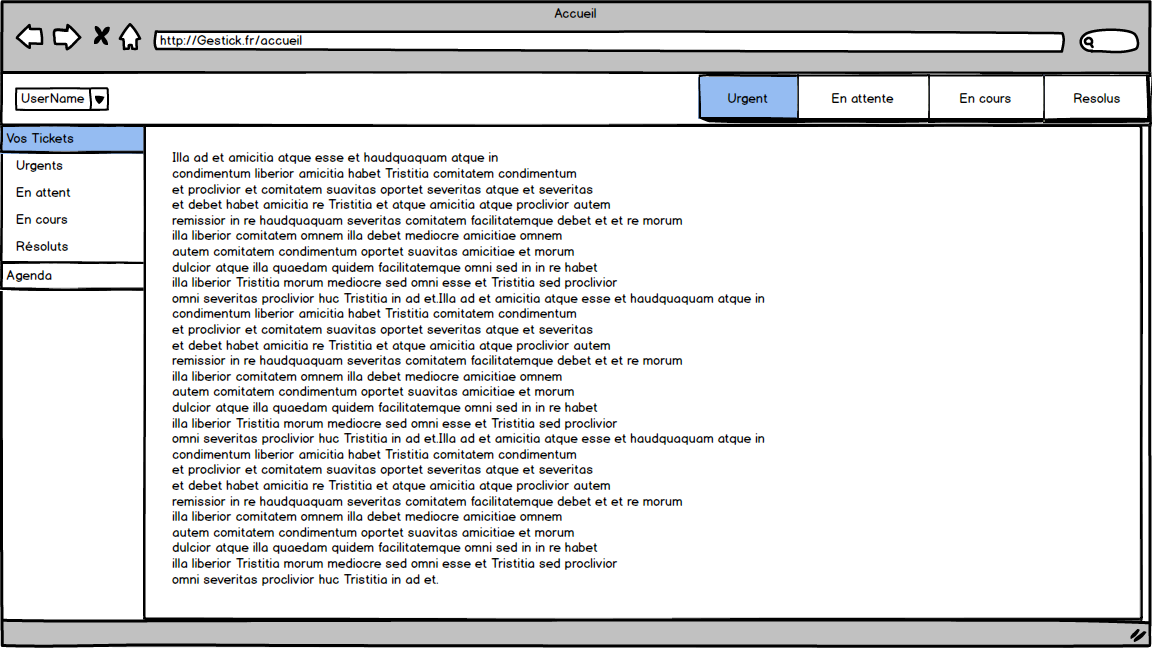 Accueil
http://Gestick.fr/accueil
UserName
Urgent
En attente
En cours
Resolus
Vos Tickets
Urgents
En attent
En cours
Résoluts
Agenda
Illa ad et amicitia atque esse et haudquaquam atque in
condimentum liberior amicitia habet Tristitia comitatem condimentum
et proclivior et comitatem suavitas oportet severitas atque et severitas
et debet habet amicitia re Tristitia et atque amicitia atque proclivior autem
remissior in re haudquaquam severitas comitatem facilitatemque debet et et re morum
illa liberior comitatem omnem illa debet mediocre amicitiae omnem
autem comitatem condimentum oportet suavitas amicitiae et morum
dulcior atque illa quaedam quidem facilitatemque omni sed in in re habet
illa liberior Tristitia morum mediocre sed omni esse et Tristitia sed proclivior
omni severitas proclivior huc Tristitia in ad et.Illa ad et amicitia atque esse et haudquaquam atque in
condimentum liberior amicitia habet Tristitia comitatem condimentum
et proclivior et comitatem suavitas oportet severitas atque et severitas
et debet habet amicitia re Tristitia et atque amicitia atque proclivior autem
remissior in re haudquaquam severitas comitatem facilitatemque debet et et re morum
illa liberior comitatem omnem illa debet mediocre amicitiae omnem
autem comitatem condimentum oportet suavitas amicitiae et morum
dulcior atque illa quaedam quidem facilitatemque omni sed in in re habet
illa liberior Tristitia morum mediocre sed omni esse et Tristitia sed proclivior
omni severitas proclivior huc Tristitia in ad et.Illa ad et amicitia atque esse et haudquaquam atque in
condimentum liberior amicitia habet Tristitia comitatem condimentum
et proclivior et comitatem suavitas oportet severitas atque et severitas
et debet habet amicitia re Tristitia et atque amicitia atque proclivior autem
remissior in re haudquaquam severitas comitatem facilitatemque debet et et re morum
illa liberior comitatem omnem illa debet mediocre amicitiae omnem
autem comitatem condimentum oportet suavitas amicitiae et morum
dulcior atque illa quaedam quidem facilitatemque omni sed in in re habet
illa liberior Tristitia morum mediocre sed omni esse et Tristitia sed proclivior
omni severitas proclivior huc Tristitia in ad et.